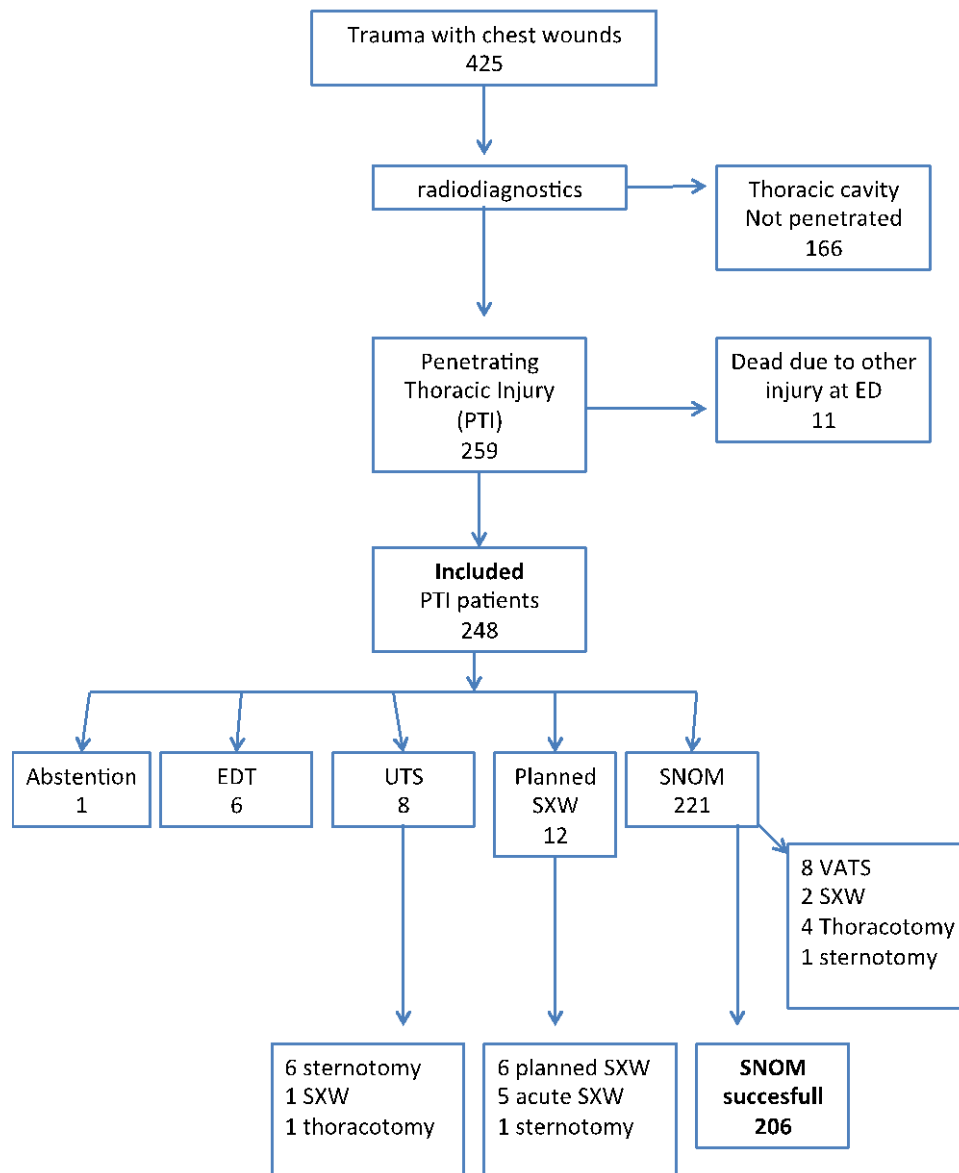 Trauma with chest wounds
425
radiodiagnostics
Thoracic cavity
Not penetrated
166
Penetrating
Thoracic Injury
(PTI)
259
Dead due to other
injury at ED
11
Included
PTI patients
248
Abstention
1
EDT
6
UTS
8
Planned
SXW
12
SNOM
221
8 VATS
2 SXW
4 Thoracotomy
1 sternotomy
6 sternotomy
1 SXW
1 thoracotomy
6 planned SXW
5 acute SXW
1 sternotomy
SNOM
succesfull
206